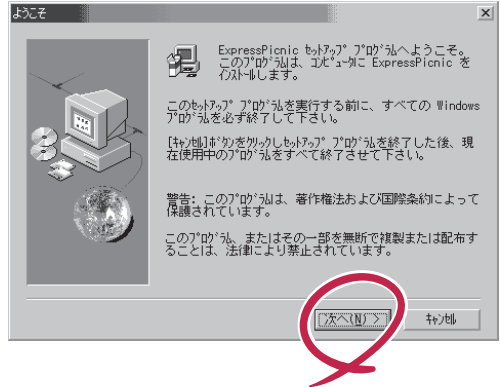 ようこそ
ExpressPicnic ｾｯﾄｱｯﾌﾟ ﾌﾟﾛｸﾞﾗﾑへようこそ。
このﾌﾟﾛｸﾞﾗﾑは、ｺﾝﾋﾟｭｰﾀに ExpressPicnic を
ｲﾝｽﾄｰﾙします。
このｾｯﾄｱｯﾌﾟ ﾌﾟﾛｸﾞﾗﾑを実行する前に、すべての Windows
ﾌﾟﾛｸﾞﾗﾑを必ず終了して下さい。
[ｷｬﾝｾﾙ]ﾎﾞﾀﾝをｸﾘｯｸしｾｯﾄｱｯﾌﾟ ﾌﾟﾛｸﾞﾗﾑを終了した後、現
在使用中のﾌﾟﾛｸﾞﾗﾑをすべて終了させて下さい。
警告: このﾌﾟﾛｸﾞﾗﾑは、著作権法および国際条約によって
保護されています。
このﾌﾟﾛｸﾞﾗﾑ、またはその一部を無断で複製または配布す
ることは、法律により禁止されています。
次へ(N) >
ｷｬﾝｾﾙ